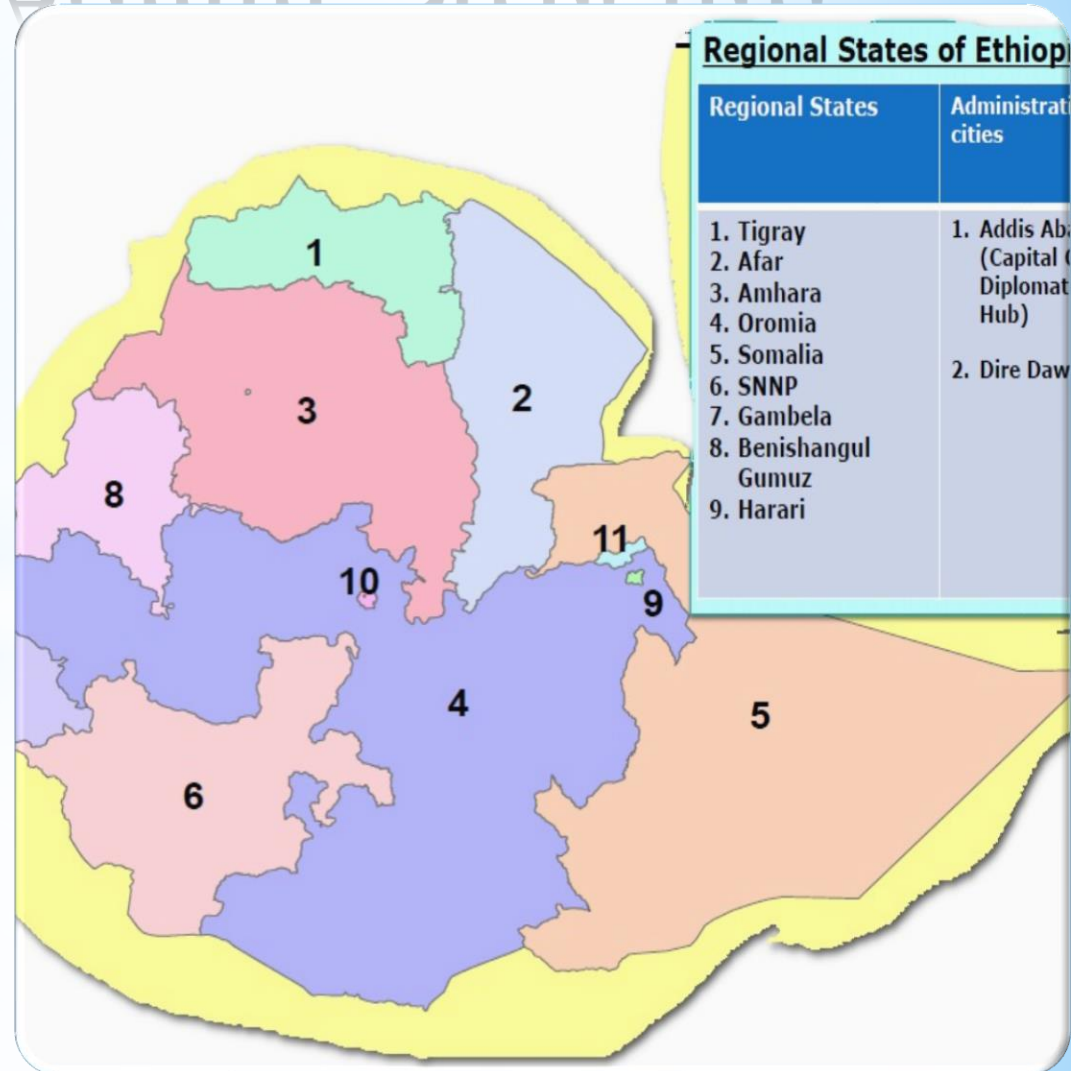 Regional States of Ethiop
Regional States
Administrati
cities
1. Tigray
2. Afar
3. Amhara
4. Oromia
5. Somalia
6. SNNP
7. Gambela
8. Benishangul
Gumuz
9. Harari
1. Addis Aba
(Capital
Diplomat
Hub)
2. Dire Daw
1
2
3
8
11
10
9
4
5
6